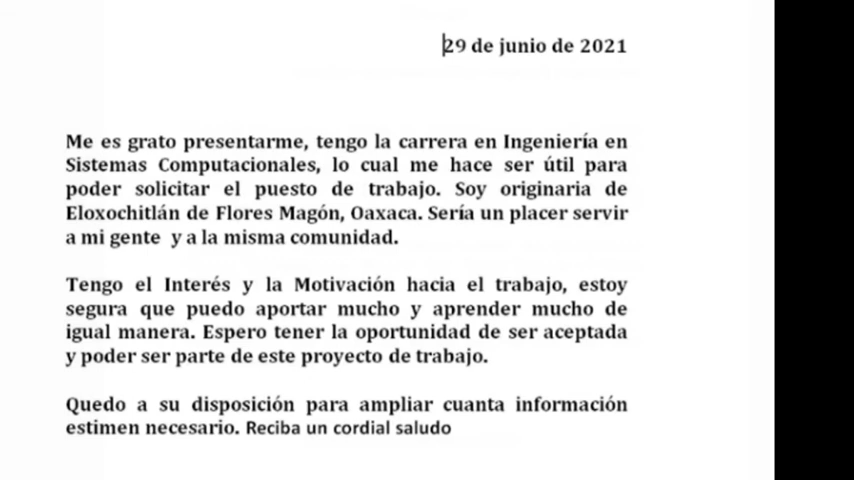 29 de junio de 2021
Me es grato presentarme, tengo la carrera en Ingeniería en
Sistemas Computacionales, lo cual me hace ser útil para
poder solicitar el puesto de trabajo. Soy originaria de
Eloxochitlán de Flores Magón, Oaxaca. Sería un placer servir
a mi gente y a la misma comunidad.
Tengo el Interés y la Motivación hacia el trabajo, estoy
segura que puedo aportar mucho y aprender mucho de
igual manera. Espero tener la oportunidad de ser aceptada
y poder ser parte de este proyecto de trabajo.
Quedo a su disposición para ampliar cuanta información
estimen necesario. Reciba un cordial saludo